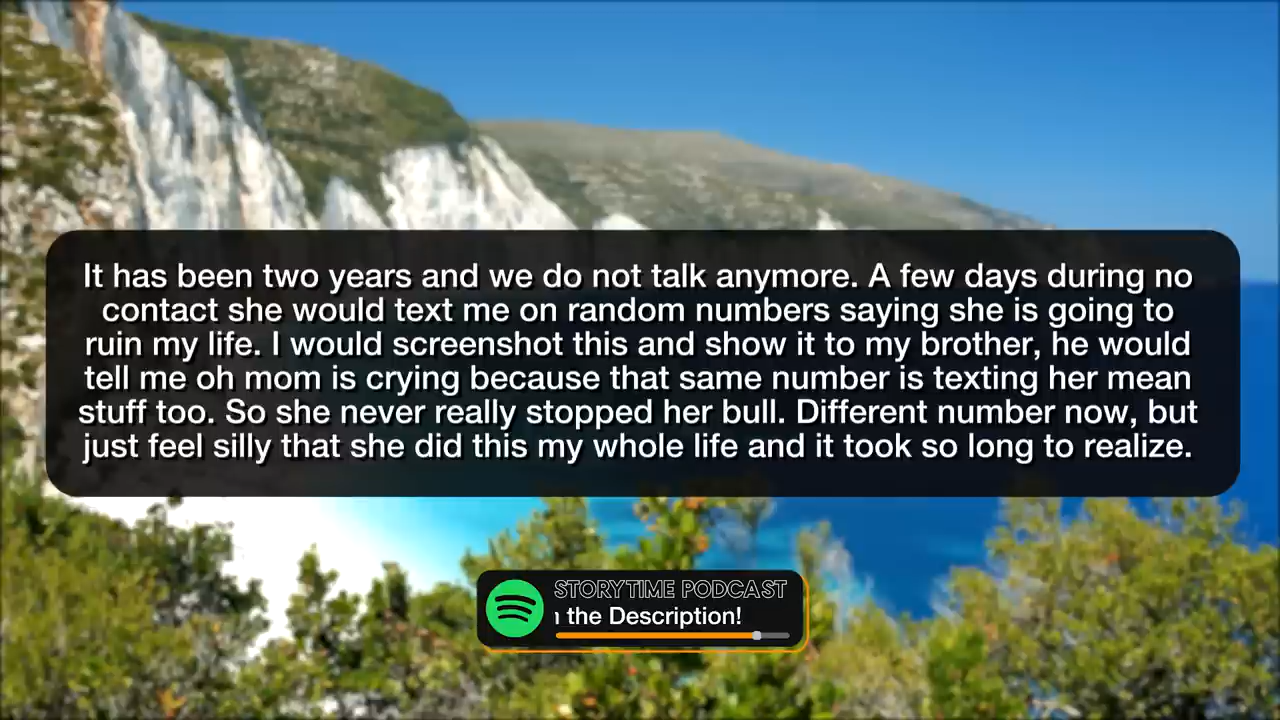 It has been two years and we do not talk anymore. A few days during no
contact she would text me on random numbers saying she is going to
ruin my life. I would screenshot this and show it to my brother, he would
tell me oh mom is crying because that same number is texting her mean
stuff too. So she never really stopped her bull. Different number now, but
just feel silly that she did this my whole life and it took so long to realize.
STORYTIME PODCAST
the Description!